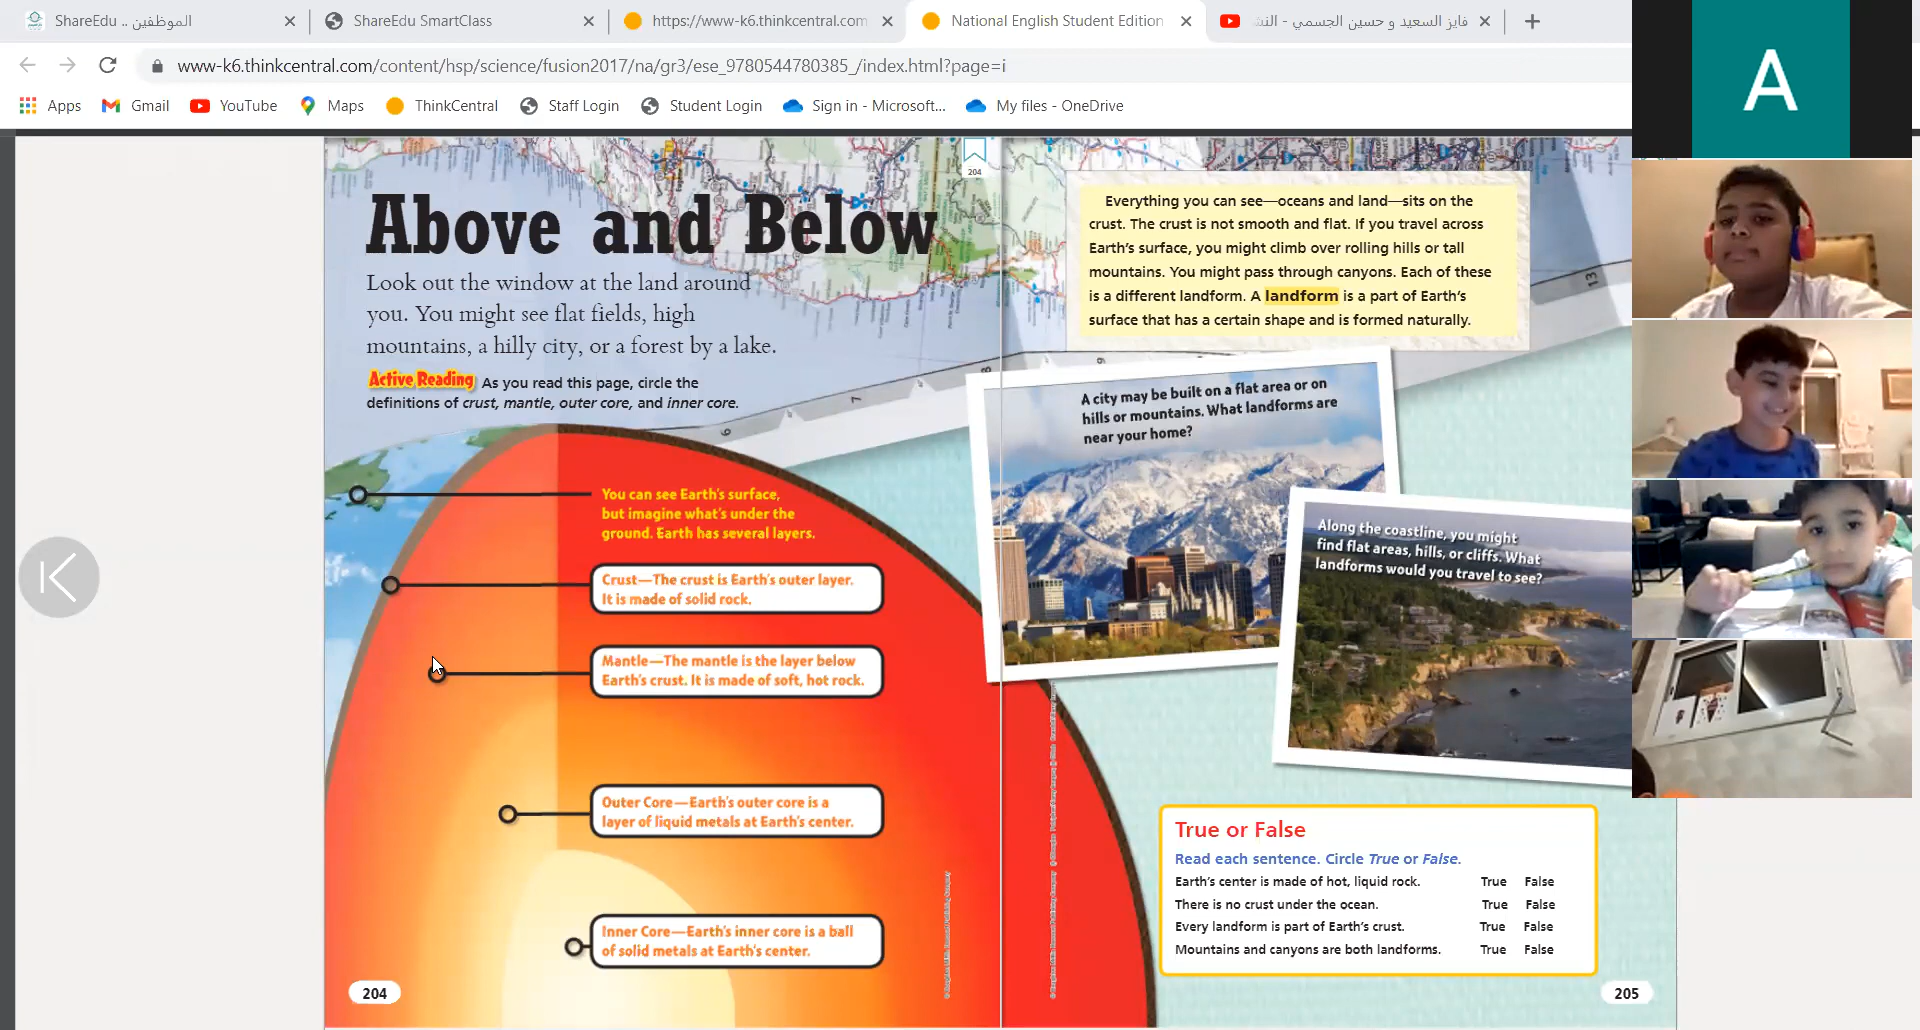 ShareEdu .. الموظفين
ShareEdu SmartClass
https://www-k6.thinkcentral.com
National English Student Edition
فايز السعيد و حسين الجسمي - النش
www-k6.thinkcentral.com/content/hsp/science/fusion2017/na/gr3/ese_9780544780385_/index.html?page=i
Apps
Gmail
YouTube
Maps
ThinkCentral
Staff Login
Student Login
Sign in - Microsoft...
My files - OneDrive
A
204
Above and Below
Look out the window at the land around
you. You might see flat fields, high
mountains, a hilly city, or a forest by a lake.
Active Reading As you read this page, circle the
definitions of crust, mantle, outer core, and inner core.
6
7
8
9
13
You can see Earth's surface,
but imagine what's under the
ground. Earth has several layers.
Crust—The crust is Earth's outer layer.
It is made of solid rock.
Mantle—The mantle is the layer below
Earth's crust. It is made of soft, hot rock.
Outer Core—Earth's outer core is a
layer of liquid metals at Earth's center.
Inner Core—Earth's inner core is a ball
of solid metals at Earth's center.
204
Everything you can see—oceans and land—sits on the
crust. The crust is not smooth and flat. If you travel across
Earth's surface, you might climb over rolling hills or tall
mountains. You might pass through canyons. Each of these
is a different landform. A landform is a part of Earth's
surface that has a certain shape and is formed naturally.
A city may be built on a flat area or on
hills or mountains. What landforms are
near your home?
Along the coastline, you might
find flat areas, hills, or cliffs. What
landforms would you travel to see?
True or False
Read each sentence. Circle True or False.
Earth's center is made of hot, liquid rock. True False
There is no crust under the ocean. True False
Every landform is part of Earth's crust. True False
Mountains and canyons are both landforms. True False
205